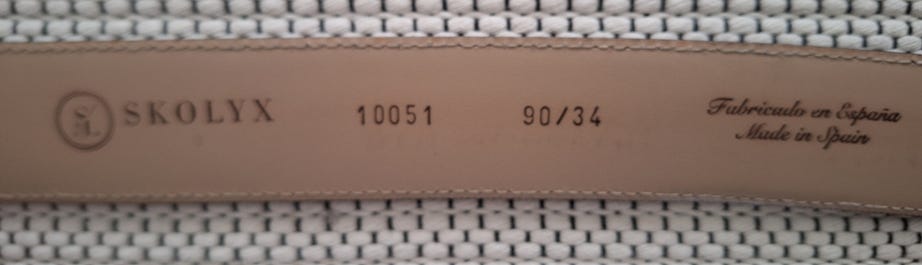 SKOLYX 10051 90/34
Fabricado en España
Made in Spain